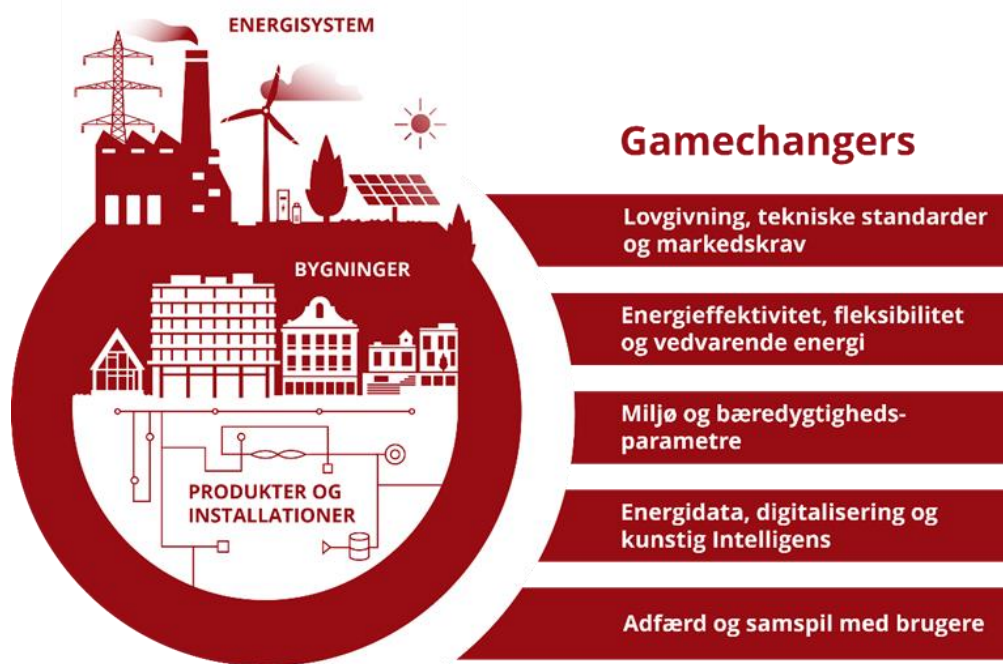 ENERGISYSTEM
BYGNINGER
PRODUKTER OG
INSTALLATIONER
Gamechangers
Lovgivning, tekniske standarder
og markedskrav
Energieffektivitet, fleksibilitet
og vedvarende energi
Miljø og bæredygtigheds-
parametre
Energidata, digitalisering og
kunstig Intelligens
Adfærd og samspil med brugere